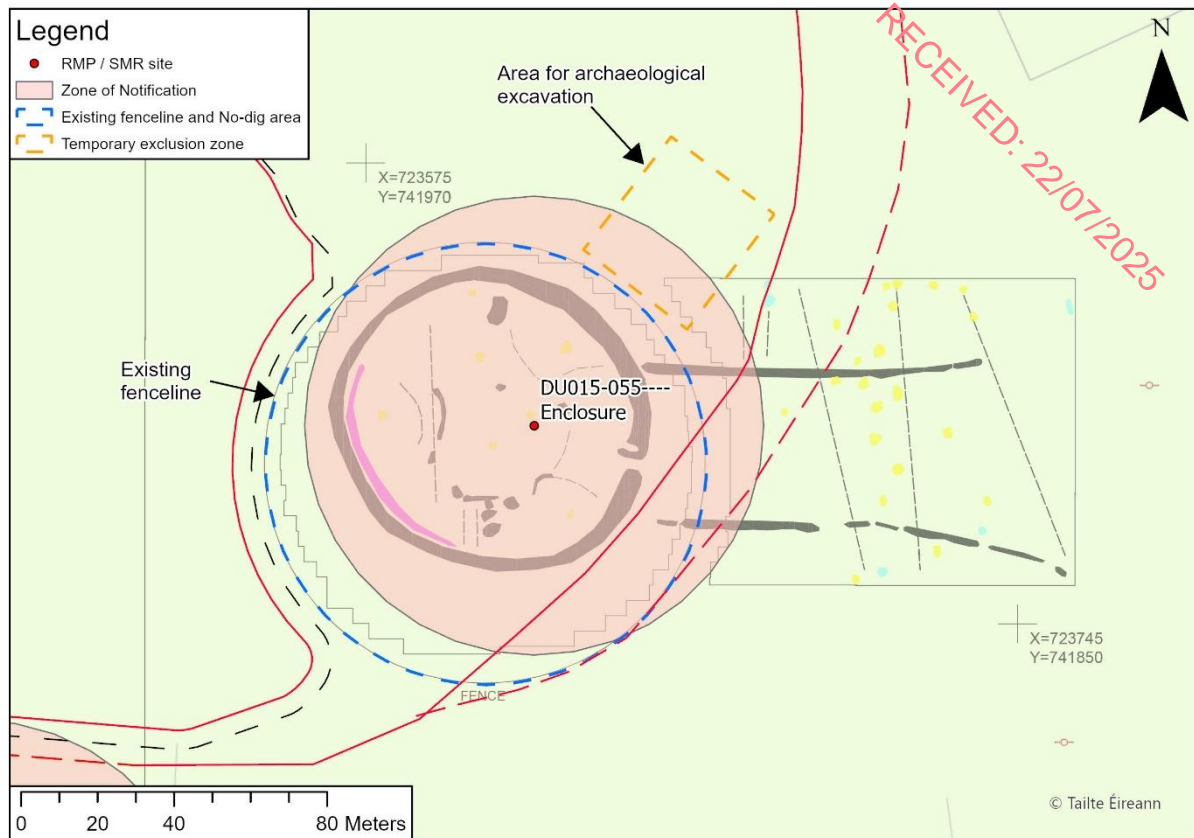 Legend
RMP / SMR site
Zone of Notification
Existing fenceline and No-dig area
Temporary exclusion zone
Area for archaeological
excavation
RECEIVED: 22/07/2025
N
X=723575
Y=741970
Existing
fenceline
DU015-055----
Enclosure
X=723745
Y=741850
FENCE
0 20 40 80 Meters
© Tailte Éireann